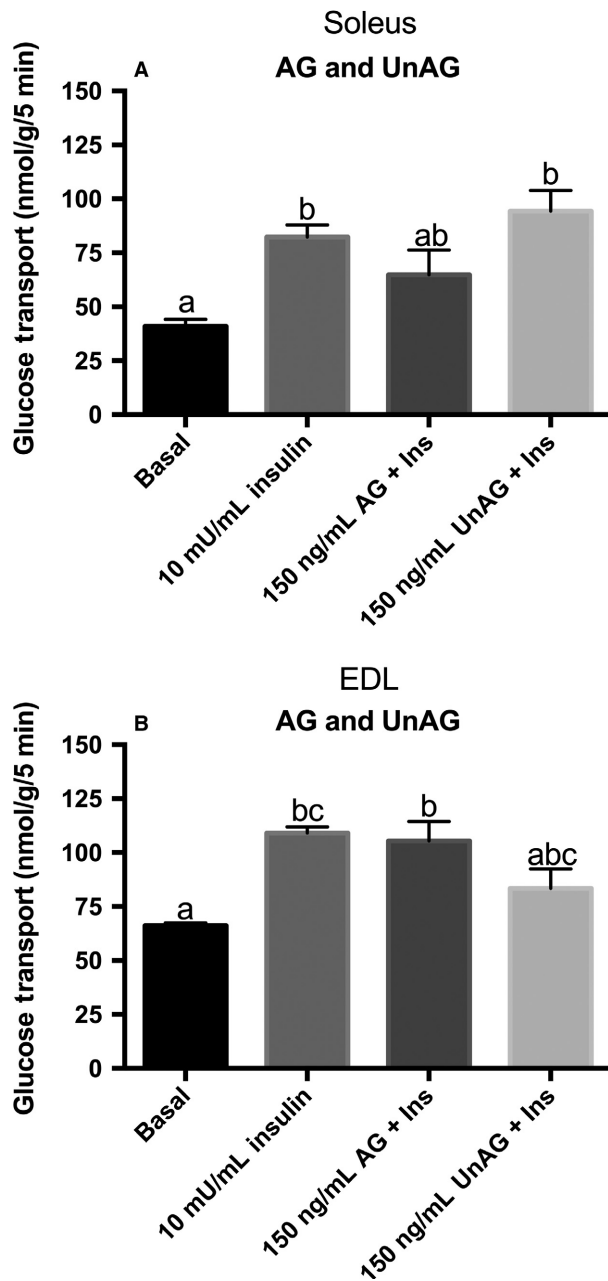 Soleus
A
AG and UnAG
Glucose transport (nmol/g/5 min)
150
125
100
75
50
25
0
a
b
ab
b
Basal
10 mU/mL insulin
150 ng/mL AG + Ins
150 ng/mL UnAG + Ins
EDL
B
AG and UnAG
Glucose transport (nmol/g/5 min)
150
125
100
75
50
25
0
a
bc
b
abc
Basal
10 mU/mL insulin
150 ng/mL AG + Ins
150 ng/mL UnAG + Ins